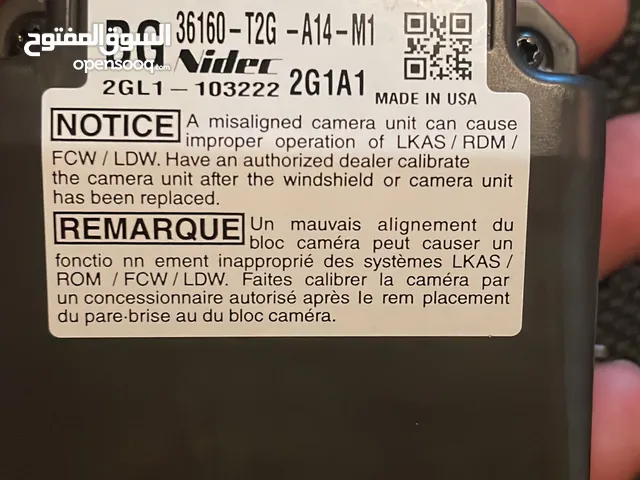 السوق المفتوح
opensooq.com
36160-T2G -A14-M1
Nidec
2GL1-103222 2G1A1
MADE IN USA
NOTICE A misaligned camera unit can cause
improper operation of LKAS / RDM /
FCW / LDW. Have an authorized dealer calibrate
the camera unit after the windshield or camera unit
has been replaced.
REMARQUE Un mauvais alignement du
bloc caméra peut causer un
fonctio nn ement inapproprié des systèmes LKAS /
ROM / FCW / LDW. Faites calibrer la caméra par
un concessionnaire autorisé après le rem placement
du pare-brise au du bloc caméra.